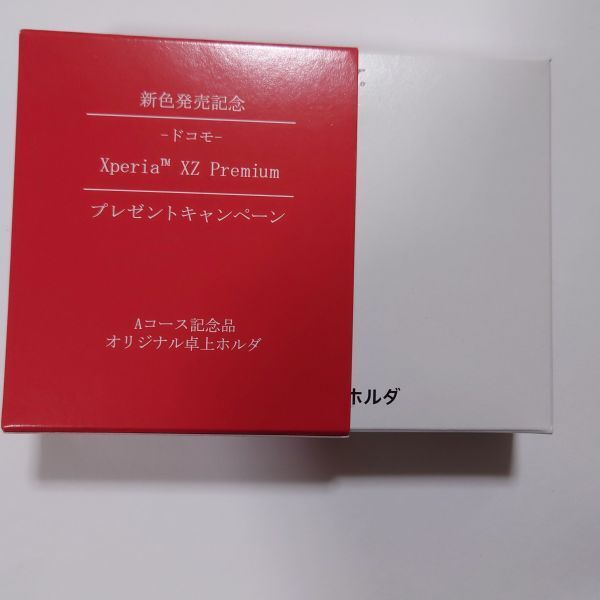 新色発売記念
-ドコモ-
Xperia™ XZ Premium
プレゼントキャンペーン
Aコース記念品
オリジナル卓上ホルダ
ホルダ